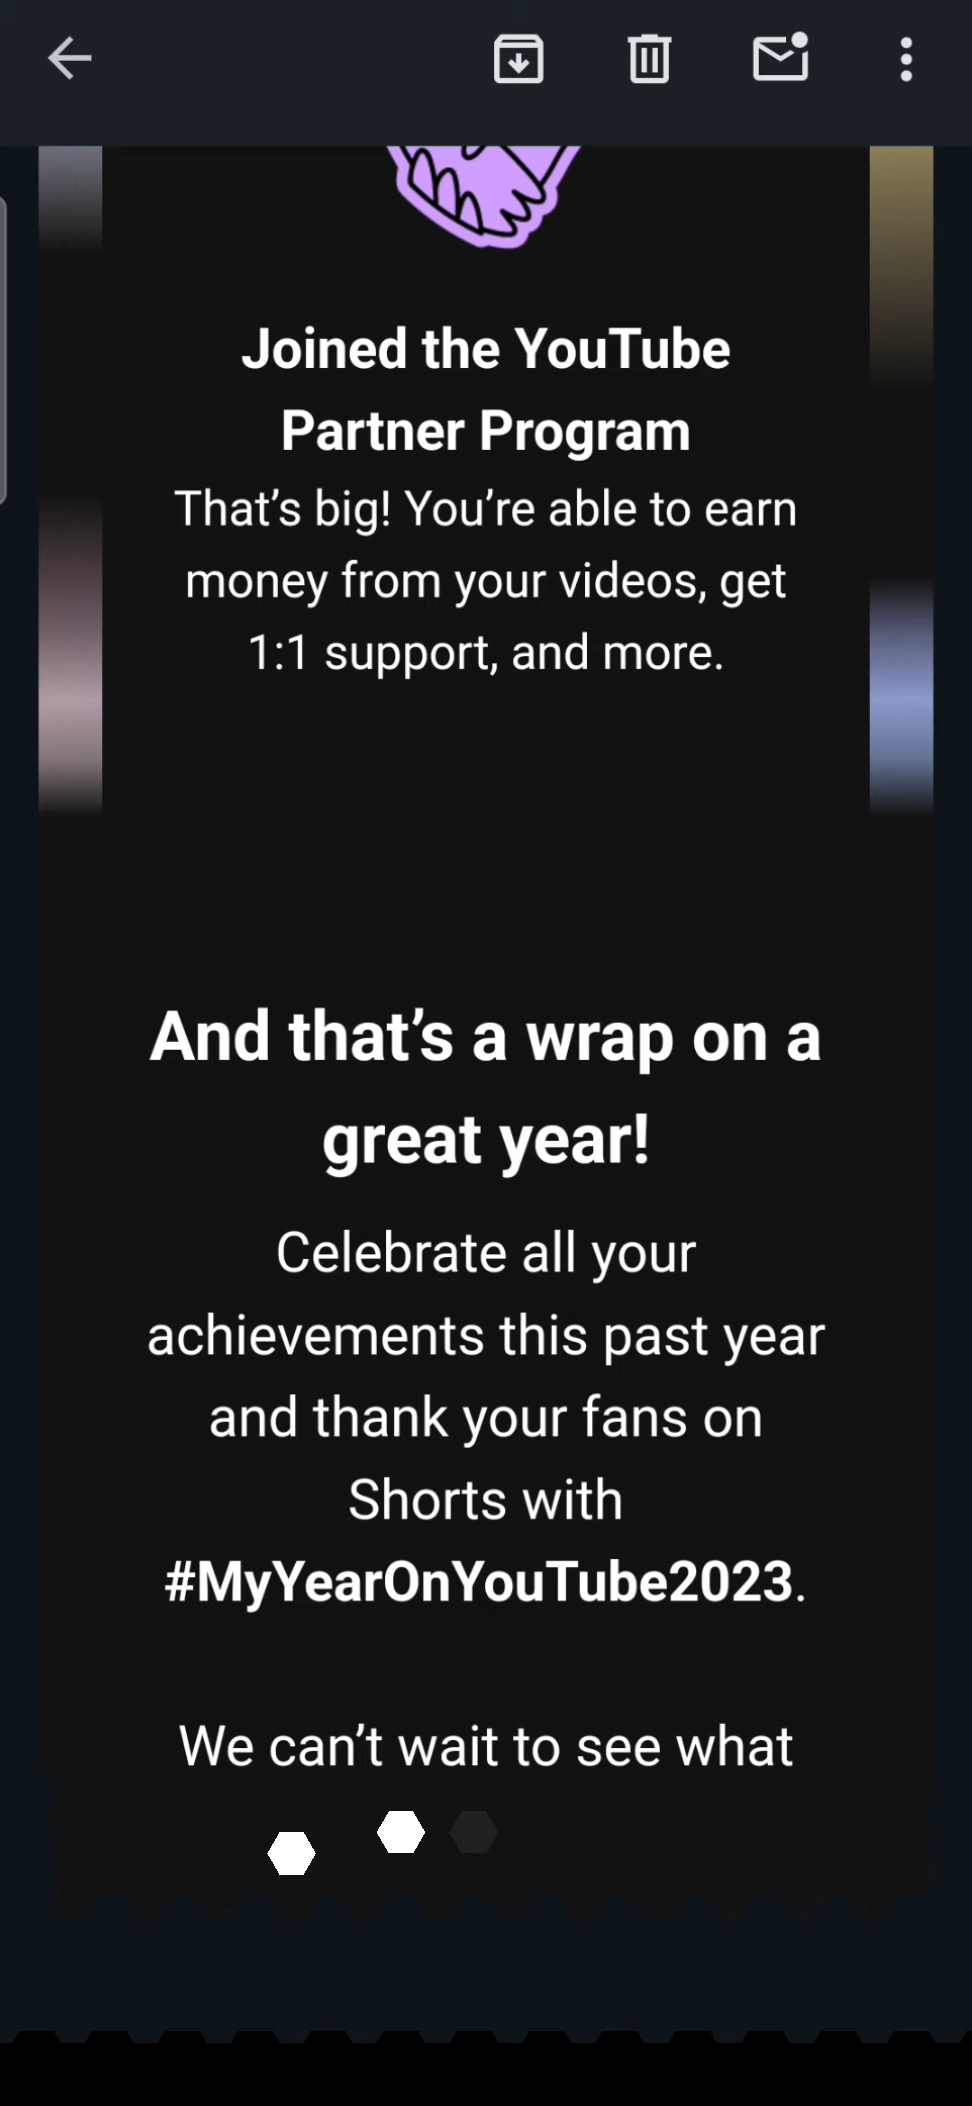 Joined the YouTube
Partner Program
That’s big! You’re able to earn
money from your videos, get
1:1 support, and more.
And that’s a wrap on a
great year!
Celebrate all your
achievements this past year
and thank your fans on
Shorts with
#MyYearOnYouTube2023.
We can’t wait to see what